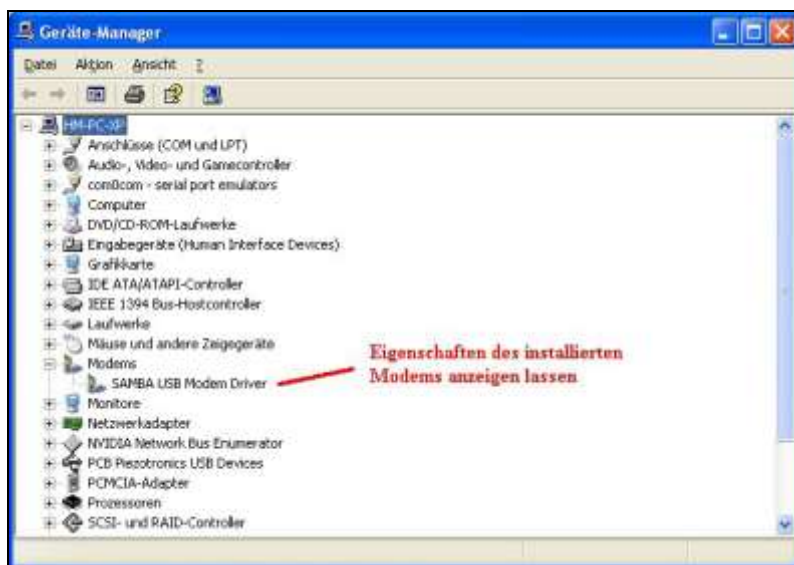 Geräte-Manager
Datei Aktion Ansicht ?
HM-PC-XP
Anschlüsse (COM und LPT)
Audio-, Video- und Gamecontroller
com0com - serial port emulators
Computer
DVD/CD-ROM-Laufwerke
Eingabegeräte (Human Interface Devices)
Grafikkarte
IDE ATA/ATAPI-Controller
IEEE 1394 Bus-Hostcontroller
Laufwerke
Mäuse und andere Zeigegeräte
Modems
SAMBA USB Modem Driver
Eigenschaften des installierten
Modems anzeigen lassen
Monitore
Netzwerkadapter
NVIDIA Network Bus Enumerator
PCB Piezotronics USB Devices
PCMCIA-Adapter
Prozessoren
SCSI- und RAID-Controller